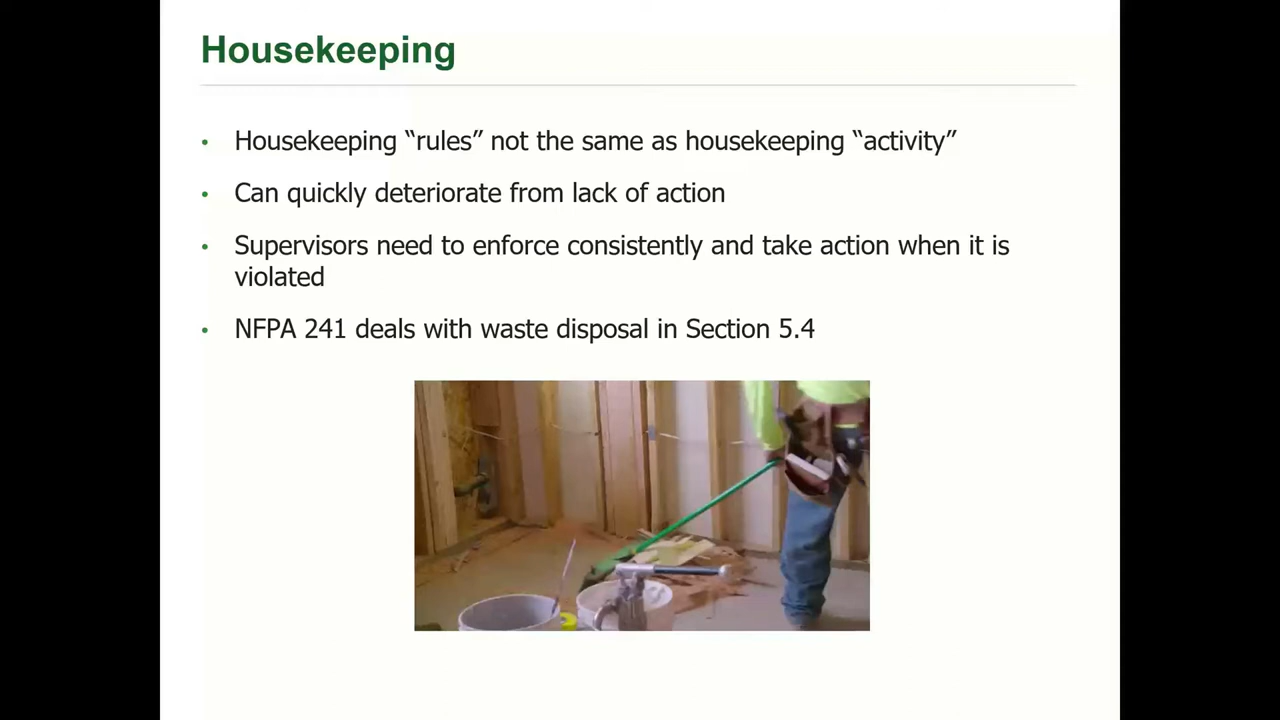 Housekeeping
• Housekeeping “rules” not the same as housekeeping “activity”
• Can quickly deteriorate from lack of action
• Supervisors need to enforce consistently and take action when it is
violated
• NFPA 241 deals with waste disposal in Section 5.4